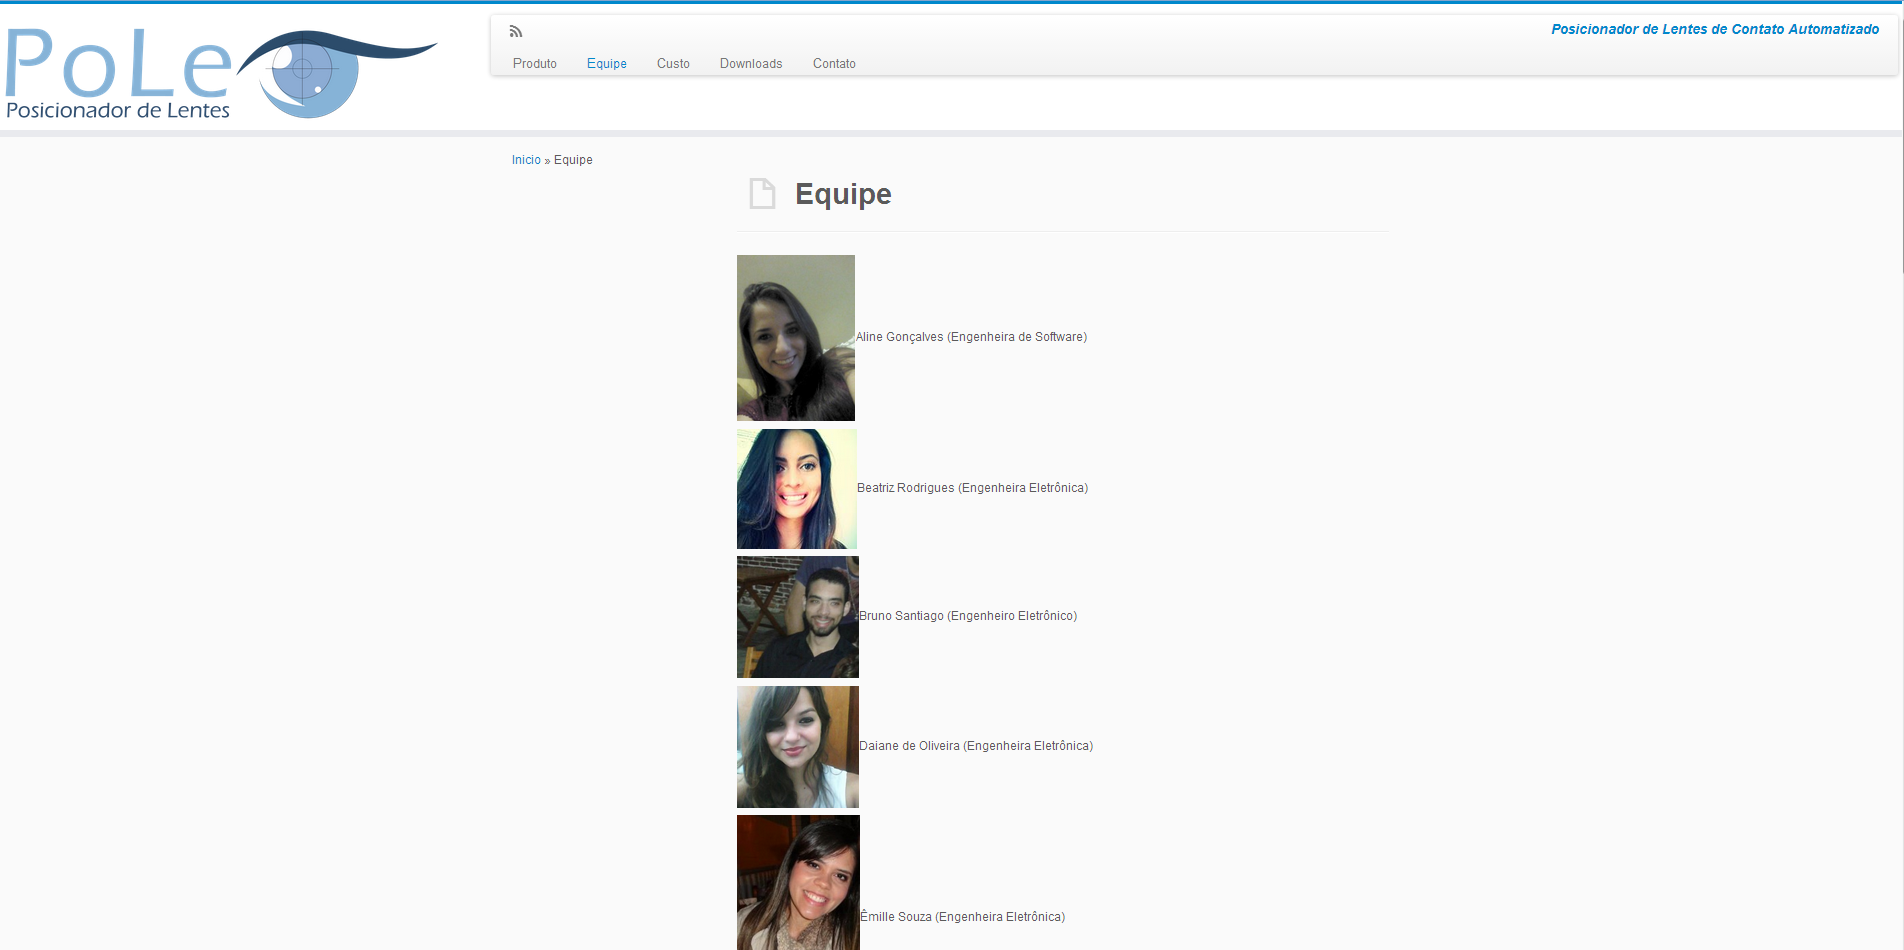 PoLe
Posicionador de Lentes
Posicionador de Lentes de Contato Automatizado
Produto Equipe Custo Downloads Contato
Inicio » Equipe
Equipe
Aline Gonçalves (Engenheira de Software)
Beatriz Rodrigues (Engenheira Eletrônica)
Bruno Santiago (Engenheiro Eletrônico)
Daiane de Oliveira (Engenheira Eletrônica)
Êmille Souza (Engenheira Eletrônica)